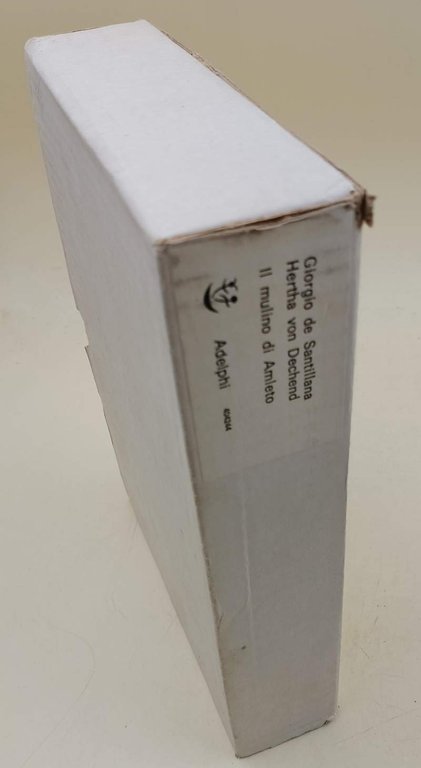 Giorgio de Santillana
Hertha von Dechend
Il mulino di Amleto
Adelphi